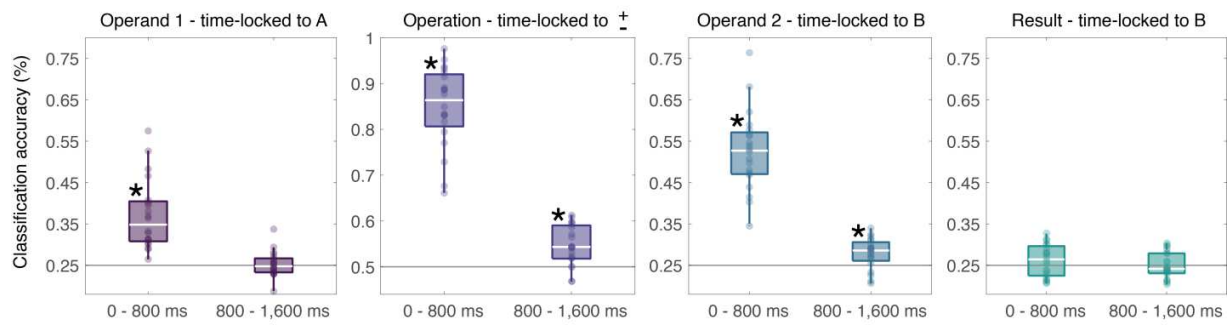 Operand 1 - time-locked to A
Operation - time-locked to +/-
Operand 2 - time-locked to B
Result - time-locked to B
Classification accuracy (%)
0.75
0.65
0.55
0.45
0.35
0.25
*
0 - 800 ms
800 - 1,600 ms
1
0.9
0.8
0.7
0.6
0.5
*
*
0 - 800 ms
800 - 1,600 ms
0.75
0.65
0.55
0.45
0.35
0.25
*
*
0 - 800 ms
800 - 1,600 ms
0.75
0.65
0.55
0.45
0.35
0.25
0 - 800 ms
800 - 1,600 ms